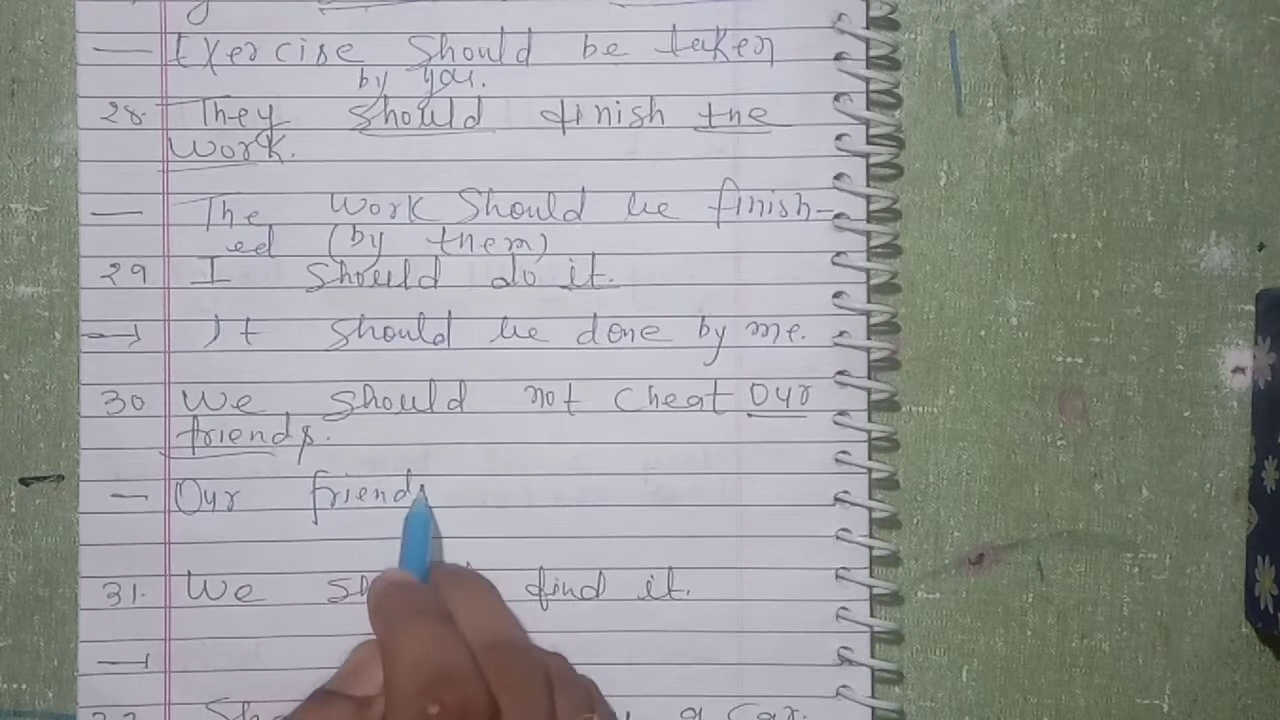 — Exercise should be taken
by you.
28. They should finish the
work.
— The work should be finish-
ed (by them)
29 I should do it.
→ It should be done by me.
30 We should not cheat our
friends.
— Our friend
31. We find it.
a car.